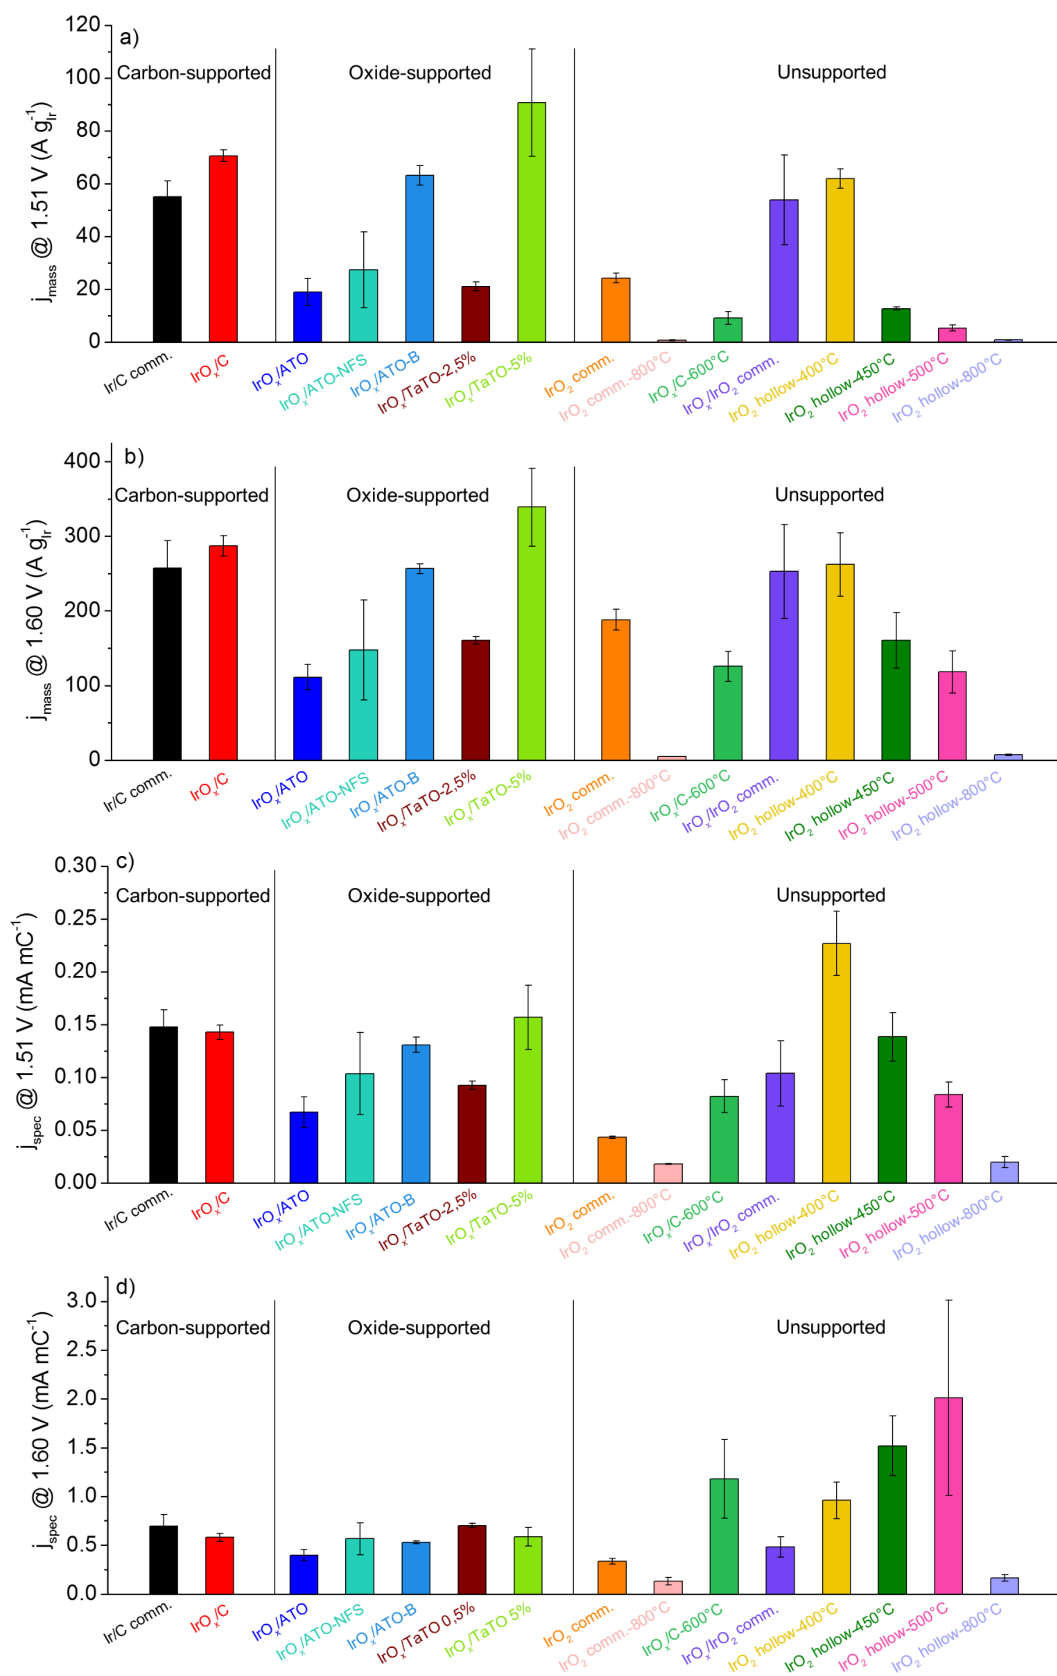 a)
120
100
80
60
40
20
0
j_mass @ 1.51 V (A g_Ir^-1)
Carbon-supported Oxide-supported Unsupported
Ir/C comm.
IrO_x/C
IrO_x/ATO
IrO_x/ATO-NFS
IrO_x/ATO-B
IrO_x/TaTO-2,5%
IrO_x/TaTO-5%
IrO_2 comm.
IrO_2 comm.-800°C
IrO_x/C-600°C
IrO_x/IrO_2 comm.
IrO_2 hollow-400°C
IrO_2 hollow-450°C
IrO_2 hollow-500°C
IrO_2 hollow-800°C
b)
400
300
200
100
0
j_mass @ 1.60 V (A g_Ir^-1)
Carbon-supported Oxide-supported Unsupported
Ir/C comm.
IrO_x/C
IrO_x/ATO
IrO_x/ATO-NFS
IrO_x/ATO-B
IrO_x/TaTO-2,5%
IrO_x/TaTO-5%
IrO_2 comm.
IrO_2 comm.-800°C
IrO_x/C-600°C
IrO_x/IrO_2 comm.
IrO_2 hollow-400°C
IrO_2 hollow-450°C
IrO_2 hollow-500°C
IrO_2 hollow-800°C
c)
0.30
0.25
0.20
0.15
0.10
0.05
0.00
j_spec @ 1.51 V (mA mC^-1)
Carbon-supported Oxide-supported Unsupported
Ir/C comm.
IrO_x/C
IrO_x/ATO
IrO_x/ATO-NFS
IrO_x/ATO-B
IrO_x/TaTO-2,5%
IrO_x/TaTO-5%
IrO_2 comm.
IrO_2 comm.-800°C
IrO_x/C-600°C
IrO_x/IrO_2 comm.
IrO_2 hollow-400°C
IrO_2 hollow-450°C
IrO_2 hollow-500°C
IrO_2 hollow-800°C
d)
3.0
2.5
2.0
1.5
1.0
0.5
0.0
j_spec @ 1.60 V (mA mC^-1)
Carbon-supported Oxide-supported Unsupported
Ir/C comm.
IrO_x/C
IrO_x/ATO
IrO_x/ATO-NFS
IrO_x/ATO-B
IrO_x/TaTO 0,5%
IrO_x/TaTO 5%
IrO_2 comm.
IrO_2 comm.-800°C
IrO_x/C-600°C
IrO_x/IrO_2 comm.
IrO_2 hollow-400°C
IrO_2 hollow-450°C
IrO_2 hollow-500°C
IrO_2 hollow-800°C